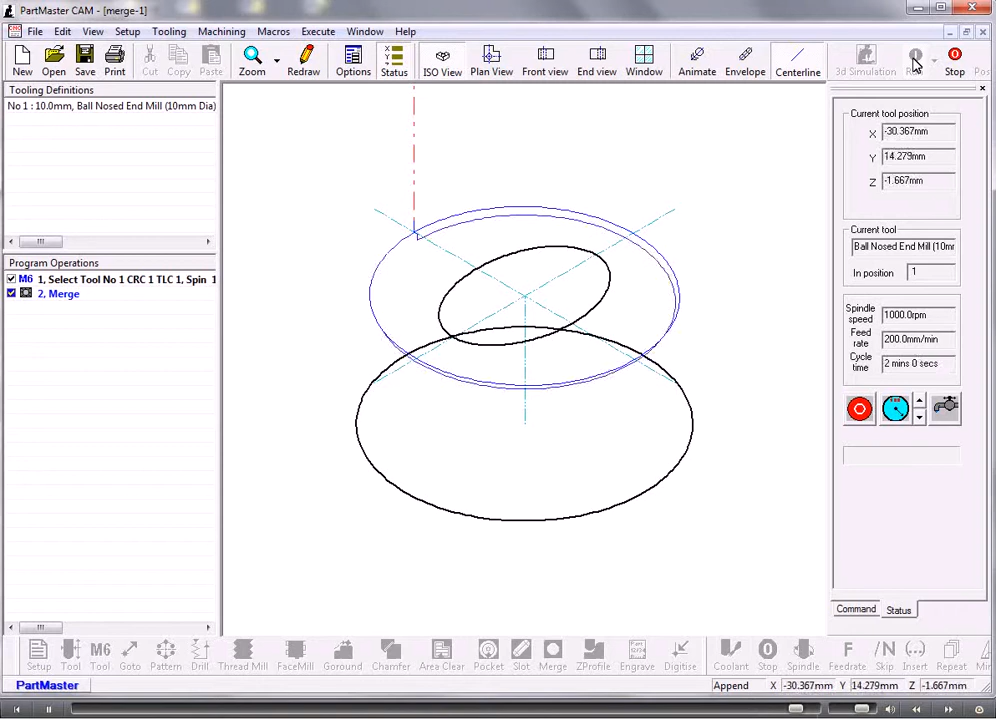 PartMaster CAM - [merge-1]
File Edit View Setup Tooling Machining Macros Execute Window Help
New Open Save Print Cut Copy Paste Zoom Redraw Options Status ISO View Plan View Front view End view Window Animate Envelope Centerline 3d Simulation Stop
Tooling Definitions
No 1 : 10.0mm, Ball Nosed End Mill (10mm Dia)
Program Operations
M6 1, Select Tool No 1 CRC 1 TLC 1, Spin 1
2, Merge
Current tool position
X -30.367mm
Y 14.279mm
Z -1.667mm
Current tool
Ball Nosed End Mill (10mr
In position 1
Spindle speed 1000.0rpm
Feed rate 200.0mm/min
Cycle time 2 mins 0 secs
Command Status
Setup Tool M6 Tool Goto Pattern Drill Thread Mill FaceMill Goround Chamfer Area Clear Pocket Slot Merge ZProfile Engrave Digitise Coolant Stop Spindle F Feedrate /N Skip (..) Insert Repeat
PartMaster Append X -30.367mm Y 14.279mm Z -1.667mm